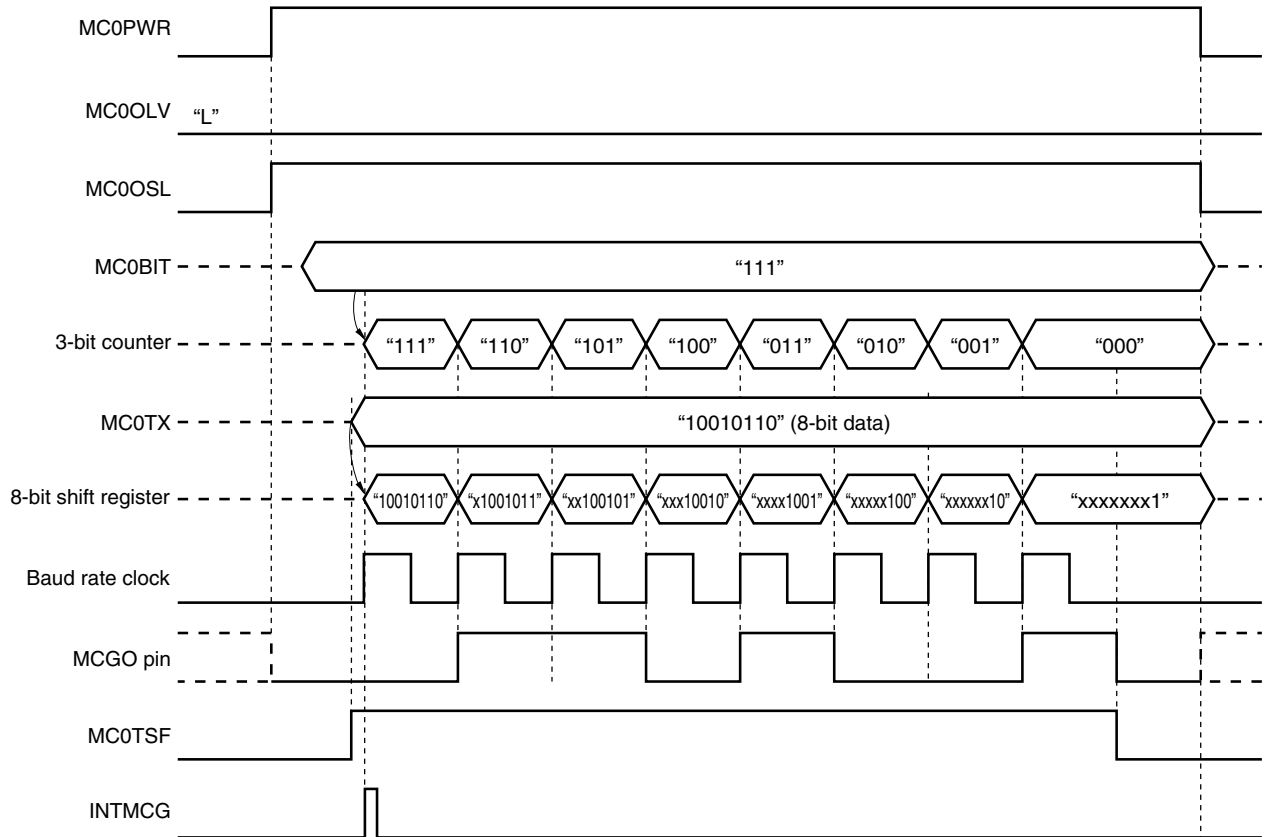 MC0PWR
MC0OLV “L”
MC0OSL
MC0BIT “111”
3-bit counter “111” “110” “101” “100” “011” “010” “001” “000”
MC0TX “10010110” (8-bit data)
8-bit shift register “10010110” “x1001011” “xx100101” “xxx10010” “xxxx1001” “xxxxx100” “xxxxxx10” “xxxxxxx1”
Baud rate clock
MCGO pin
MC0TSF
INTMCG